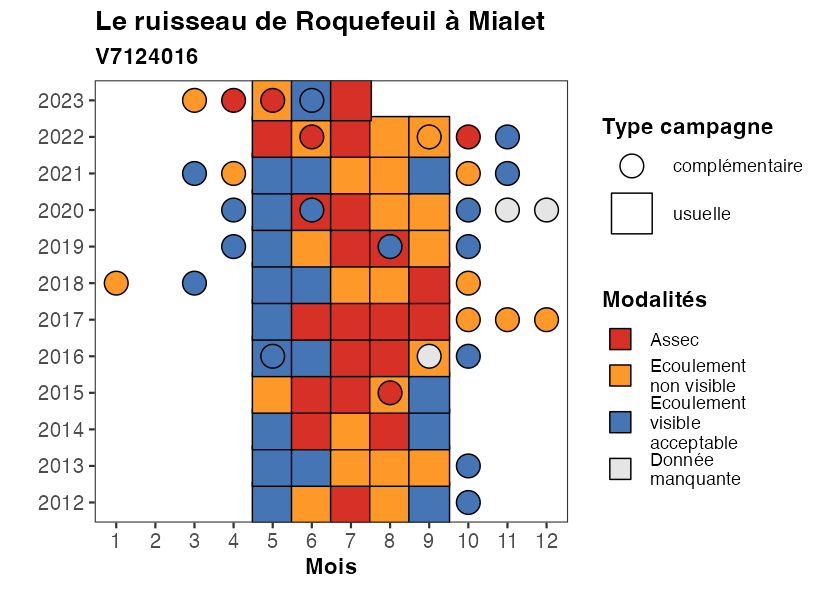 Le ruisseau de Roquefeuil à Mialet
V7124016
2023
2022
2021
2020
2019
2018
2017
2016
2015
2014
2013
2012
1 2 3 4 5 6 7 8 9 10 11 12
Mois
Type campagne
complémentaire
usuelle
Modalités
Assec
Ecoulement
non visible
Ecoulement
visible
acceptable
Donnée
manquante